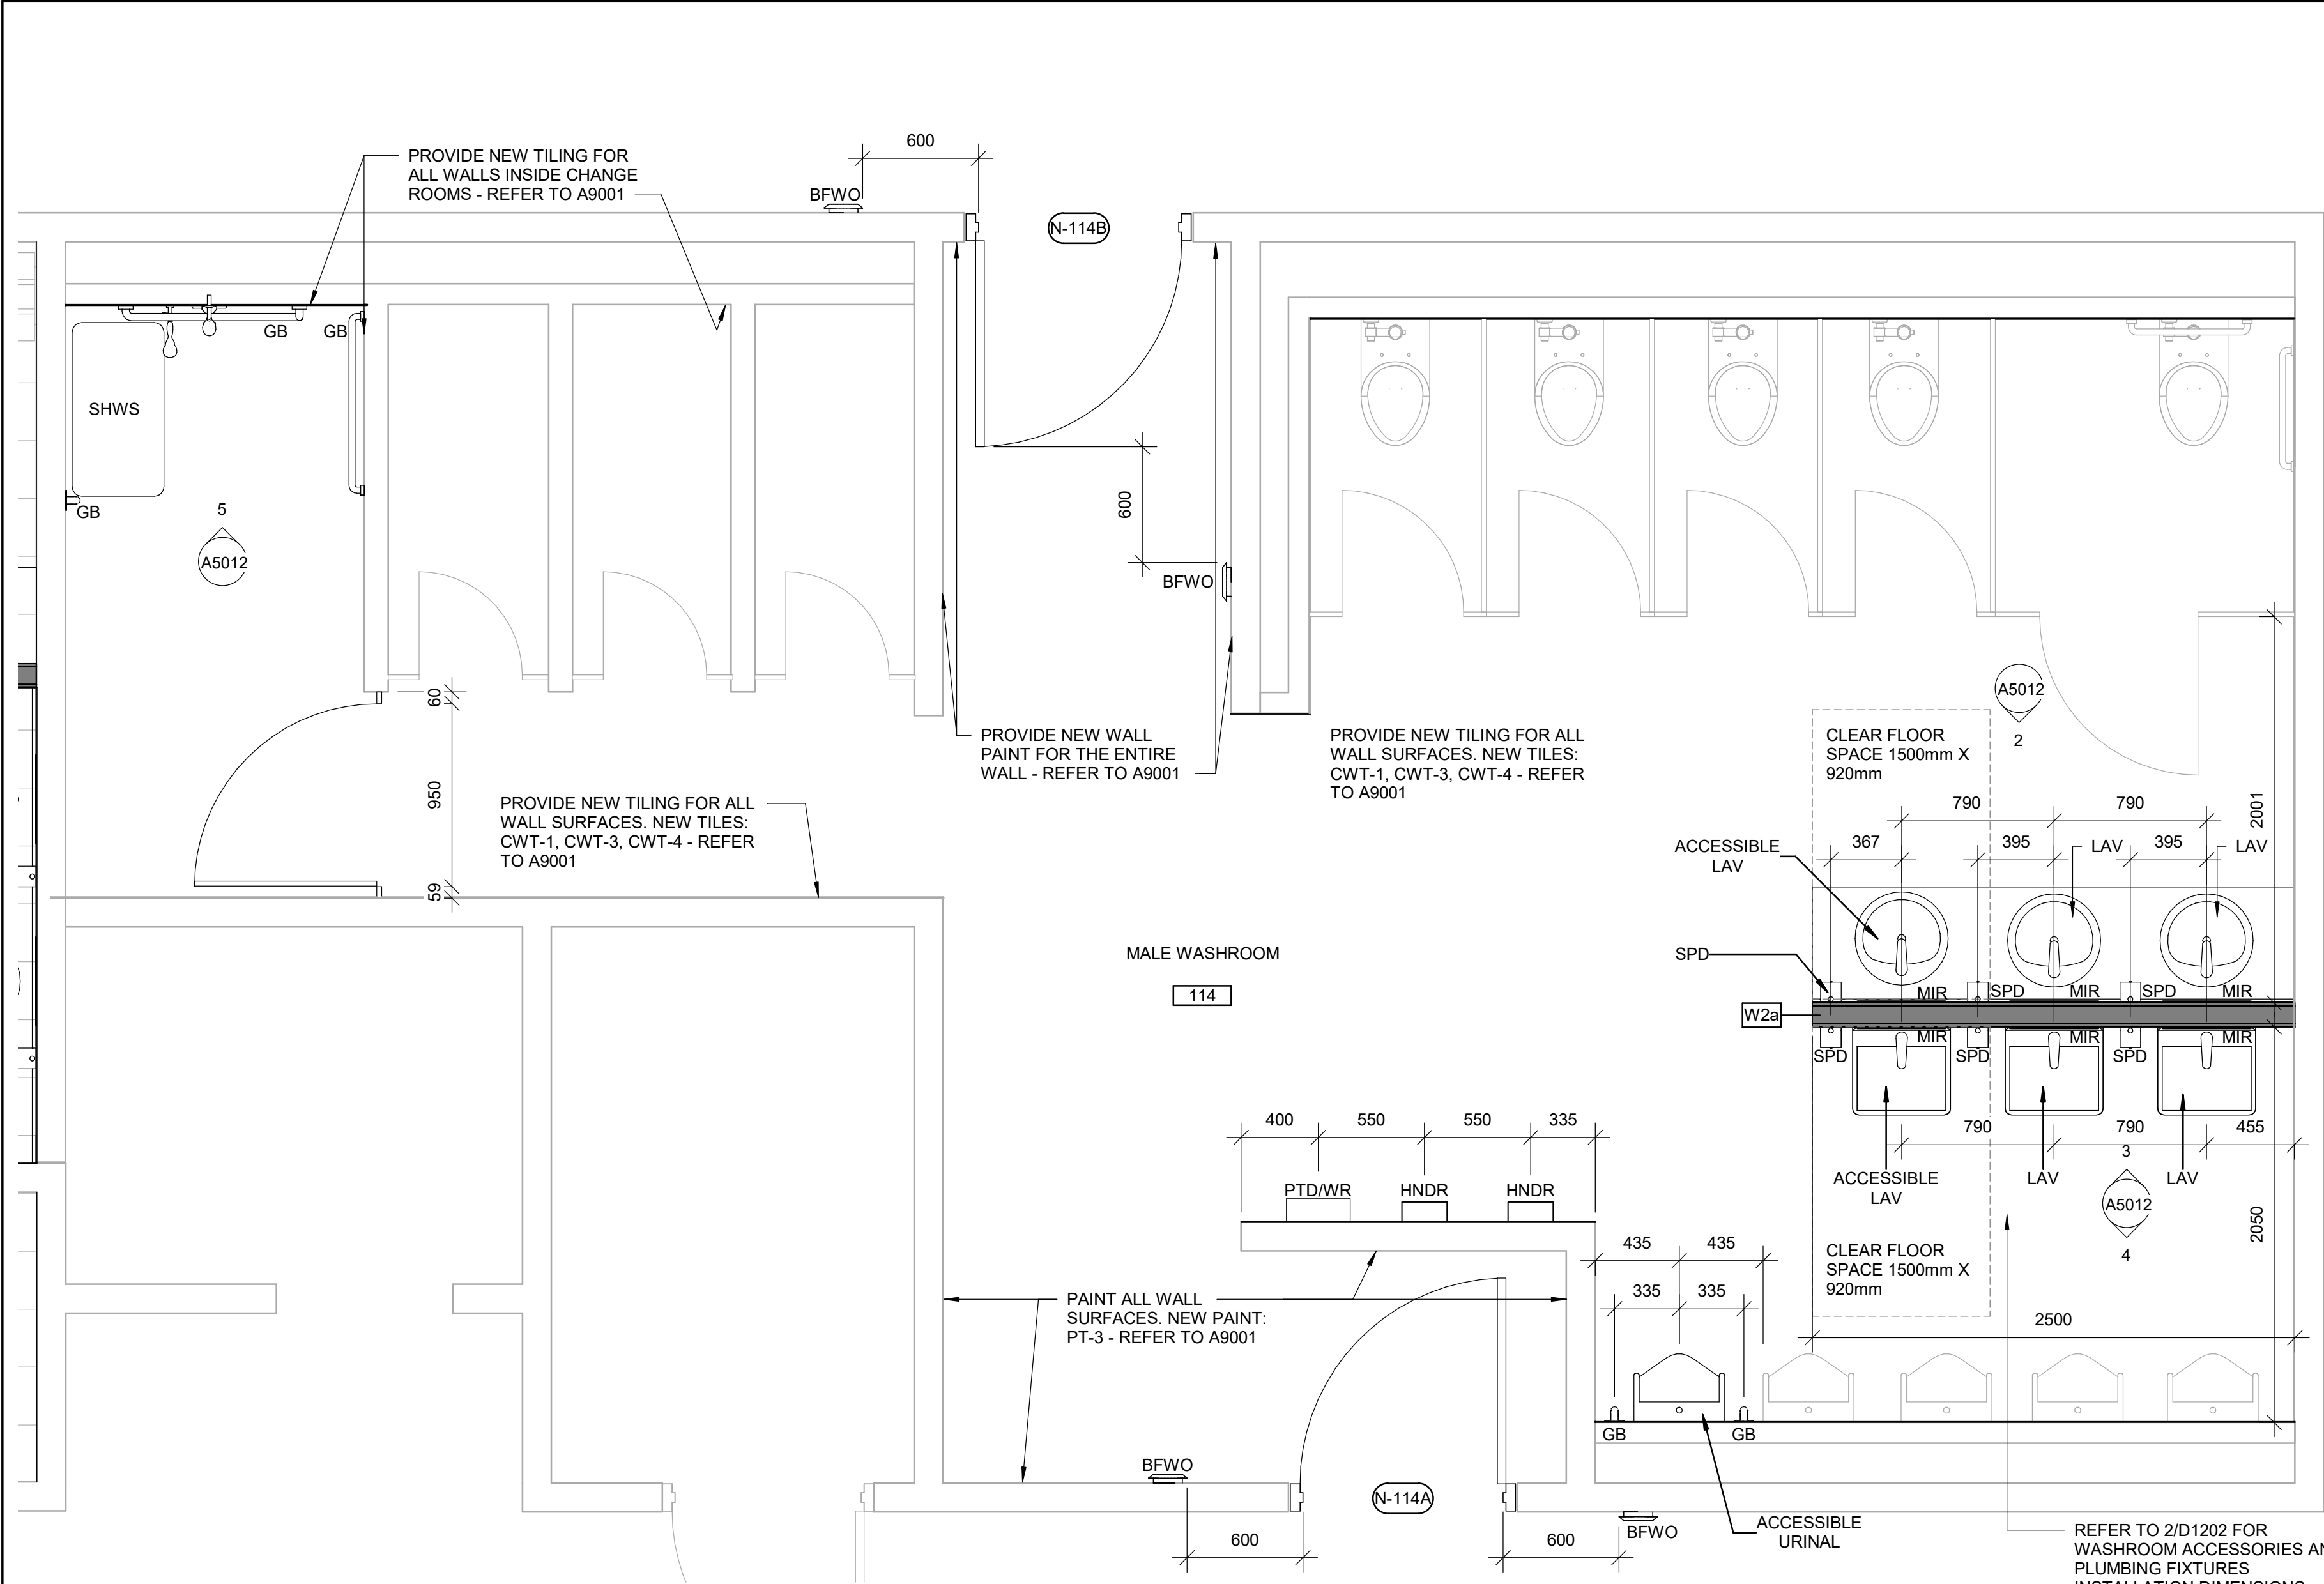 600
PROVIDE NEW TILING FOR
ALL WALLS INSIDE CHANGE
ROOMS - REFER TO A9001
BFWO
N-114B
GB
GB
SHWS
GB
5
A5012
600
BFWO
60
950
59
PROVIDE NEW WALL
PAINT FOR THE ENTIRE
WALL - REFER TO A9001
PROVIDE NEW TILING FOR ALL
WALL SURFACES. NEW TILES:
CWT-1, CWT-3, CWT-4 - REFER
TO A9001
PROVIDE NEW TILING FOR ALL
WALL SURFACES. NEW TILES:
CWT-1, CWT-3, CWT-4 - REFER
TO A9001
A5012
2
CLEAR FLOOR
SPACE 1500mm X
920mm
790
790
2001
367
395
LAV
395
LAV
ACCESSIBLE
LAV
MALE WASHROOM
114
SPD
MIR
SPD
MIR
SPD
MIR
W2a
MIR
MIR
MIR
SPD
SPD
SPD
790
790
455
ACCESSIBLE
LAV
LAV
LAV
3
A5012
4
2050
400
550
550
335
PTD/WR
HNDR
HNDR
435
435
335
335
CLEAR FLOOR
SPACE 1500mm X
920mm
2500
PAINT ALL WALL
SURFACES. NEW PAINT:
PT-3 - REFER TO A9001
GB
GB
BFWO
N-114A
600
600
BFWO
ACCESSIBLE
URINAL
REFER TO 2/D1202 FOR
WASHROOM ACCESSORIES
PLUMBING FIXTURES
INSTALLATION DIMENSIONS